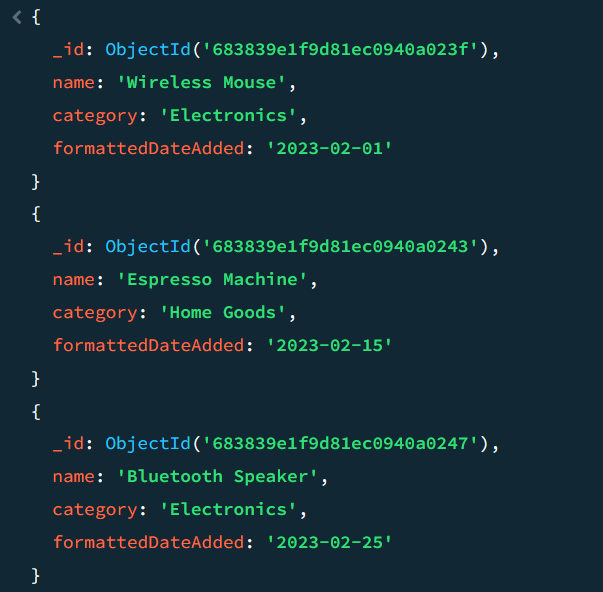 {
_id: ObjectId('683839e1f9d81ec0940a023f'),
name: 'Wireless Mouse',
category: 'Electronics',
formattedDateAdded: '2023-02-01'
}
{
_id: ObjectId('683839e1f9d81ec0940a0243'),
name: 'Espresso Machine',
category: 'Home Goods',
formattedDateAdded: '2023-02-15'
}
{
_id: ObjectId('683839e1f9d81ec0940a0247'),
name: 'Bluetooth Speaker',
category: 'Electronics',
formattedDateAdded: '2023-02-25'
}